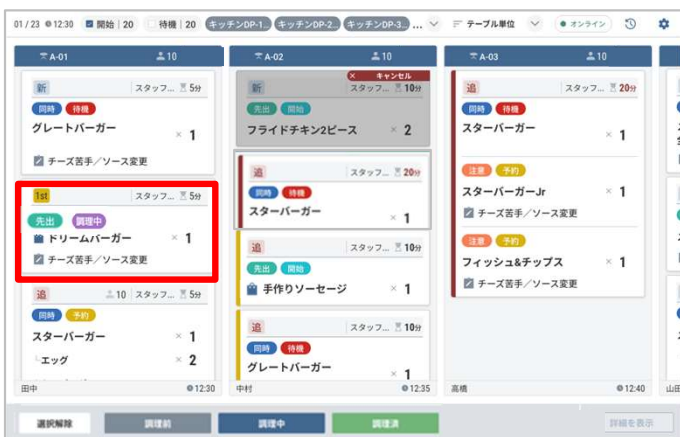 01/23 12:30 開始 | 20 待機 | 20 キッチンDP-1.. キッチンDP-2.. キッチンDP-3.. ... テーブル単位 オンライン
A-01 10
新 スタッフ... 5分
同時 待機
グレートバーガー × 1
チーズ苦手／ソース変更
1st スタッフ... 5分
先出 調理中
ドリームバーガー × 1
チーズ苦手／ソース変更
追 10 スタッフ... 5分
同時 予約
スターバーガー × 1
└エッグ × 2
田中 12:30
A-02 10
× キャンセル
新 スタッフ... 10分
先出 開始
フライドチキン2ピース × 2
追 スタッフ... 20分
同時 待機
スターバーガー × 1
追 スタッフ... 10分
先出 開始
手作りソーセージ × 1
追 スタッフ... 10分
同時 待機
グレートバーガー × 1
中村 12:35
A-03 10
追 スタッフ... 20分
同時 待機
スターバーガー × 1
注意 予約
スターバーガーJr × 1
チーズ苦手／ソース変更
注意 予約
フィッシュ&チップス × 1
チーズ苦手／ソース変更
高橋 12:40
山田
選択解除 調理前 調理中 調理済 詳細を表示